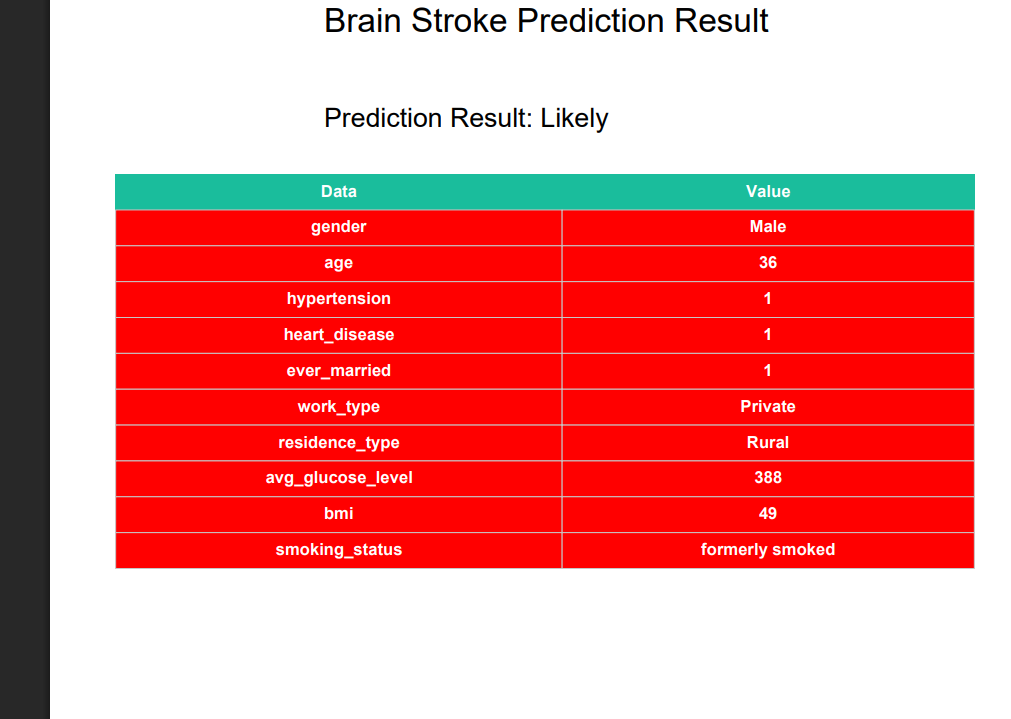 Brain Stroke Prediction Result
Prediction Result: Likely
Data Value
gender Male
age 36
hypertension 1
heart_disease 1
ever_married 1
work_type Private
residence_type Rural
avg_glucose_level 388
bmi 49
smoking_status formerly smoked